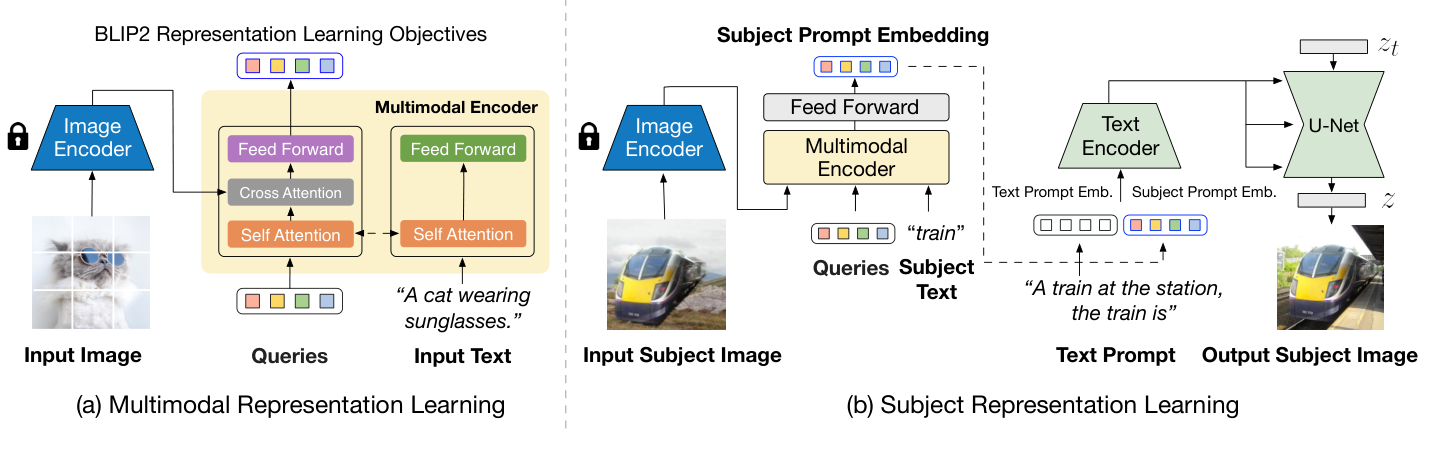 BLIP2 Representation Learning Objectives
Multimodal Encoder
Image
Encoder
Feed Forward
Cross Attention
Self Attention
Feed Forward
Self Attention
“A cat wearing
sunglasses.”
Input Image
Queries
Input Text
(a) Multimodal Representation Learning
Subject Prompt Embedding
Image
Encoder
Feed Forward
Multimodal
Encoder
“train”
Queries
Subject
Text
Input Subject Image
Text
Encoder
Text Prompt Emb.
Subject Prompt Emb.
“A train at the station,
the train is”
Text Prompt
z_t
U-Net
z
Output Subject Image
(b) Subject Representation Learning